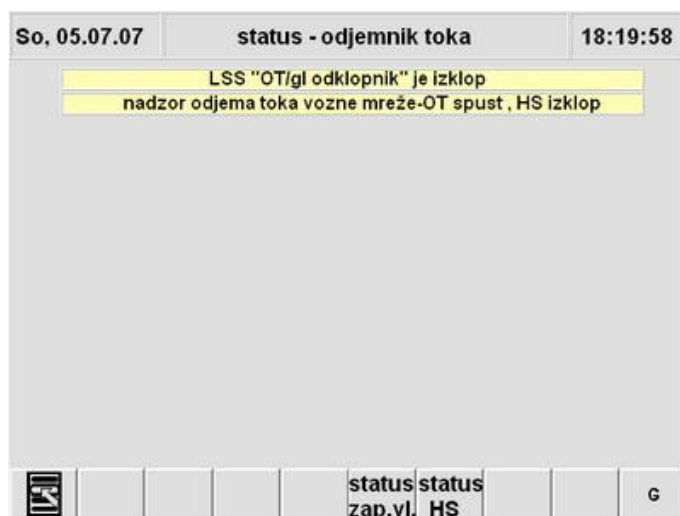 So, 05.07.07 status - odjemnik toka 18:19:58
LSS "OT/gl odklopnik" je izklop
nadzor odjema toka vozne mreže-OT spust , HS izklop
status status
zap.vl. HS G